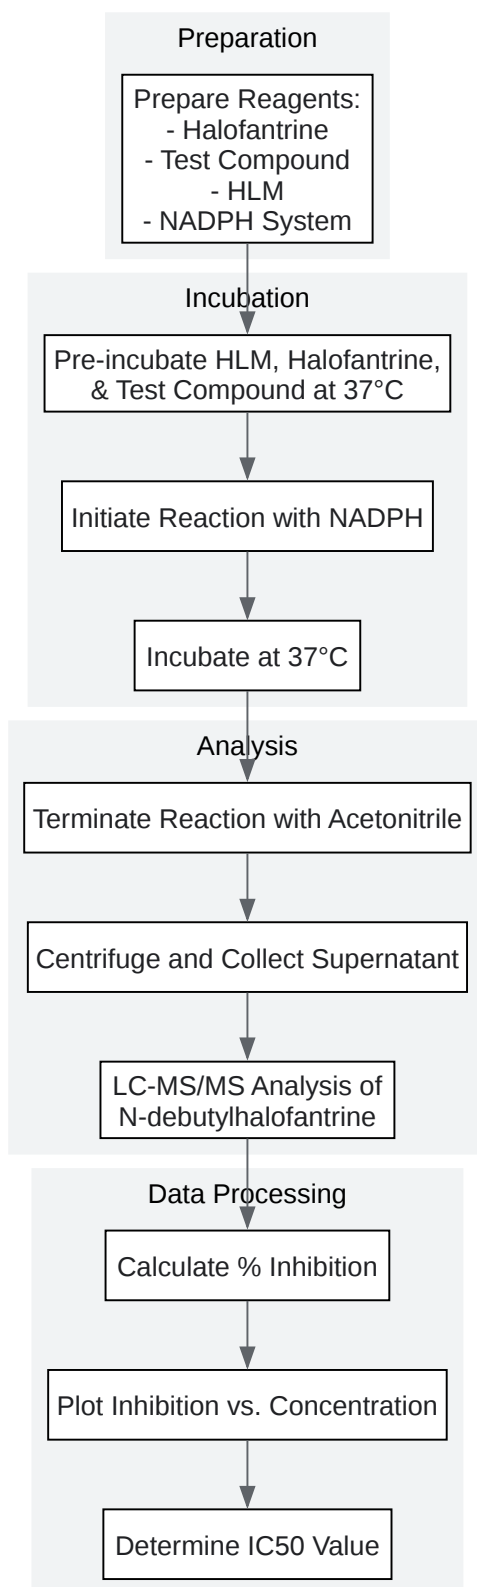 Preparation
Prepare Reagents:
- Halofantrine
- Test Compound
- HLM
- NADPH System
Incubation
Pre-incubate HLM, Halofantrine,
& Test Compound at 37°C
Initiate Reaction with NADPH
Incubate at 37°C
Analysis
Terminate Reaction with Acetonitrile
Centrifuge and Collect Supernatant
LC-MS/MS Analysis of
N-debutylhalofantrine
Data Processing
Calculate % Inhibition
Plot Inhibition vs. Concentration
Determine IC50 Value